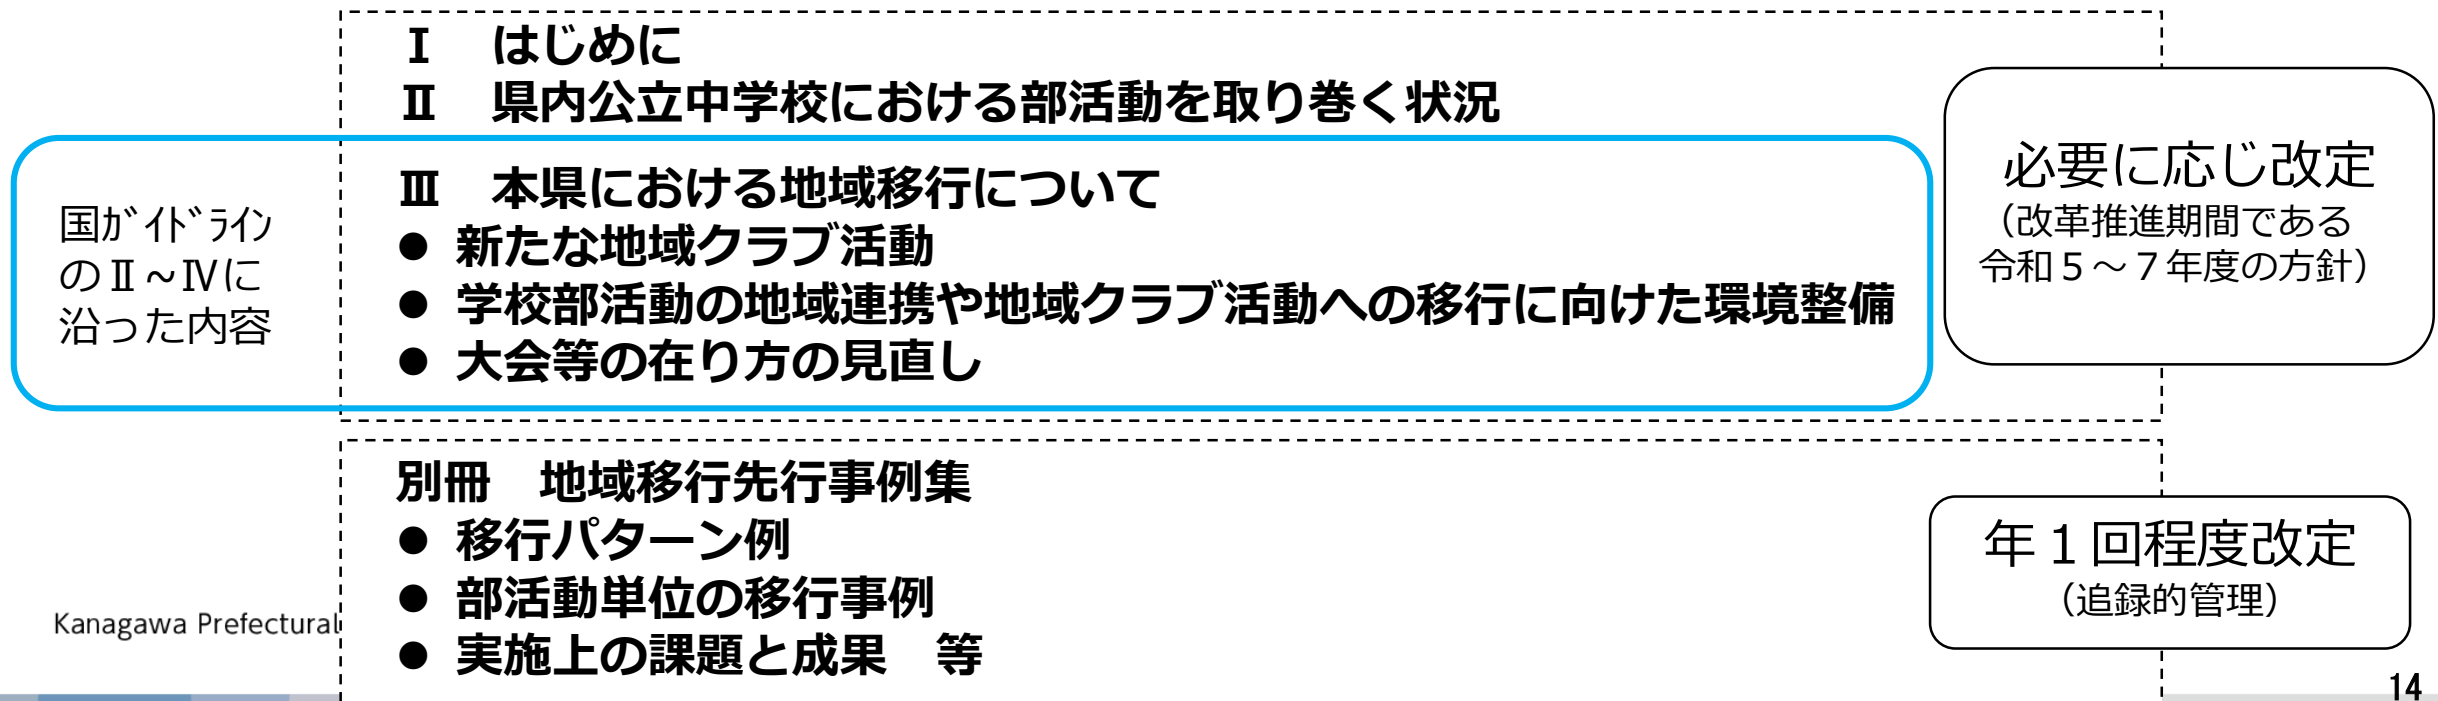 Ⅰ　はじめに
Ⅱ　県内公立中学校における部活動を取り巻く状況
Ⅲ　本県における地域移行について
● 新たな地域クラブ活動
● 学校部活動の地域連携や地域クラブ活動への移行に向けた環境整備
● 大会等の在り方の見直し
国ｶﾞｲﾄﾞﾗｲﾝ
のⅡ~Ⅳに
沿った内容
必要に応じ改定
（改革推進期間である
令和５～７年度の方針）
別冊　地域移行先行事例集
● 移行パターン例
● 部活動単位の移行事例
● 実施上の課題と成果　等
年１回程度改定
（追録的管理）
Kanagawa Prefectural
14